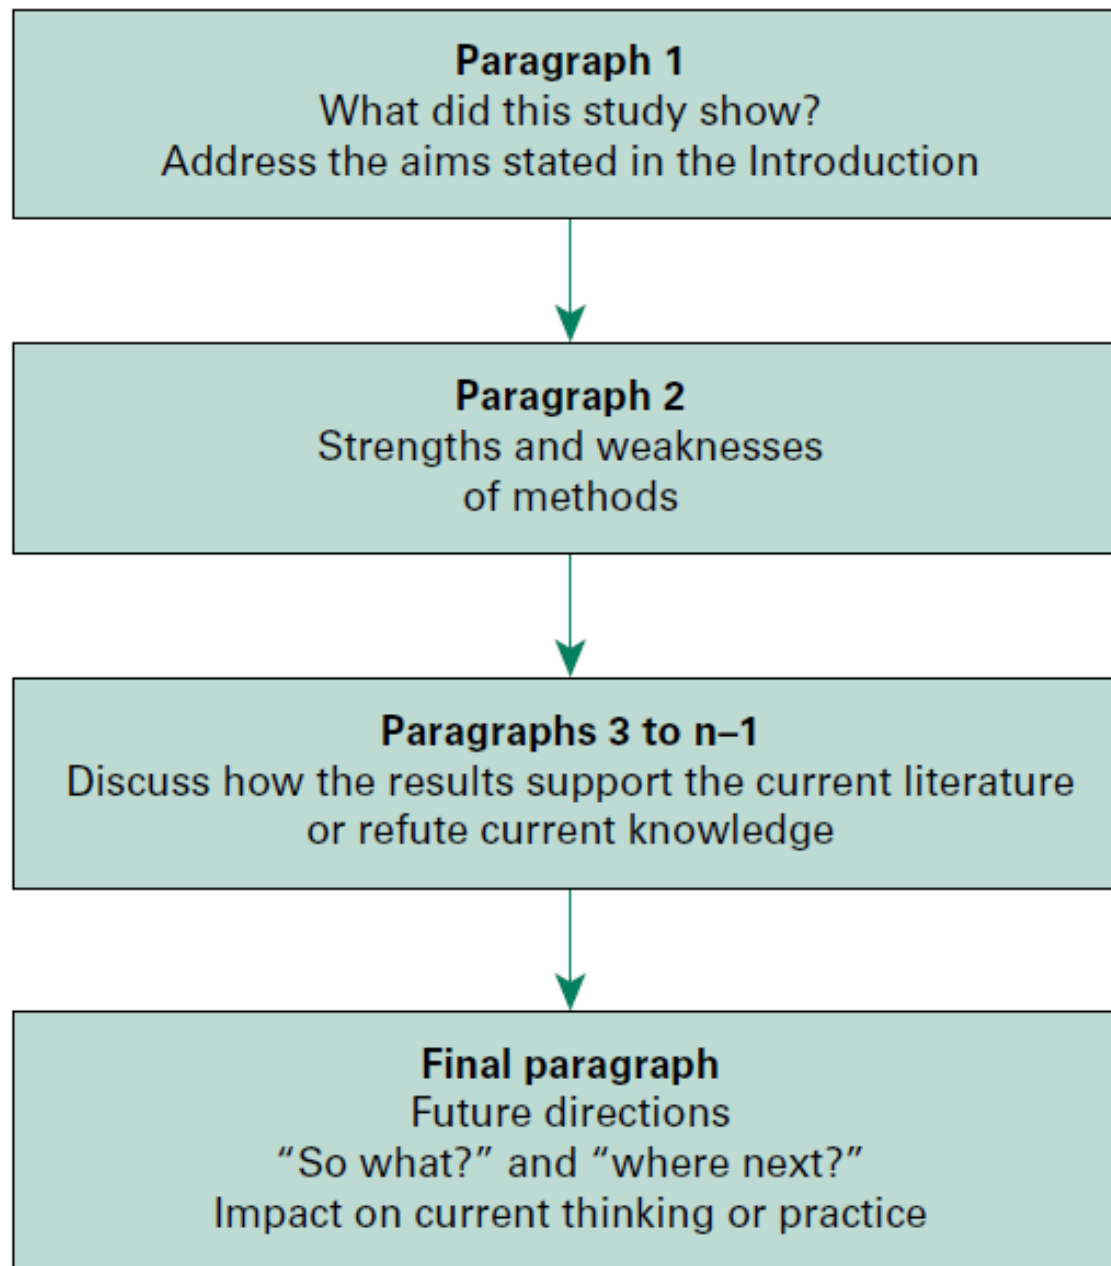 Paragraph 1
What did this study show?
Address the aims stated in the Introduction
Paragraph 2
Strengths and weaknesses
of methods
Paragraphs 3 to n–1
Discuss how the results support the current literature
or refute current knowledge
Final paragraph
Future directions
“So what?” and “where next?”
Impact on current thinking or practice